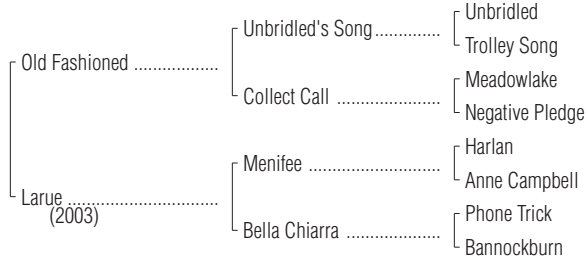 Unbridled
Unbridled's Song..............
Trolley Song
Old Fashioned ..................
Meadowlake
Collect Call ......................
Negative Pledge
Harlan
Menifee ............................
Anne Campbell
Larue ................................
(2003)
Phone Trick
Bella Chiarra ....................
Bannockburn